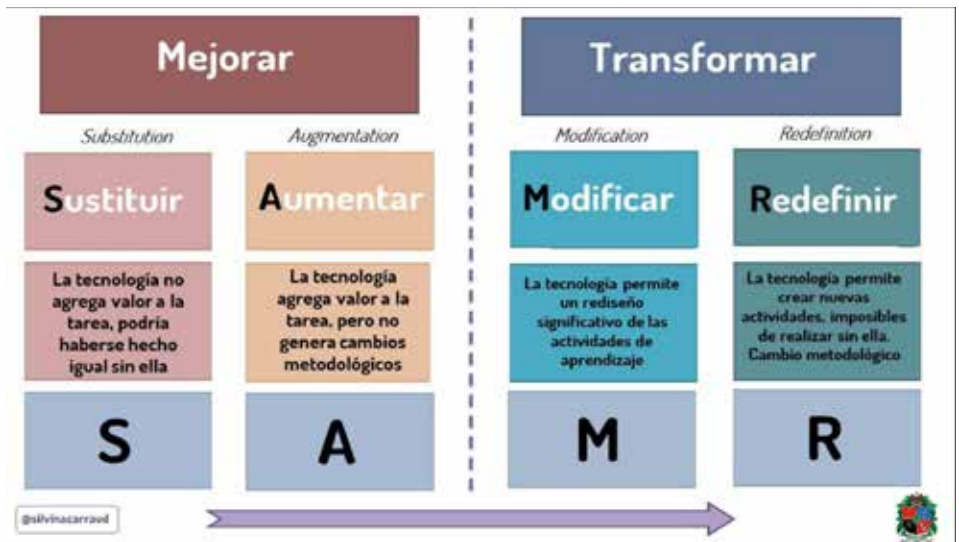 Mejorar
Transformar
Substitution
Augmentation
Modification
Redefinition
Sustituir
Aumentar
Modificar
Redefinir
La tecnología no
agrega valor a la
tarea, podría
haberse hecho
igual sin ella
La tecnología
agrega valor a la
tarea, pero no
genera cambios
metodológicos
La tecnología permite
un rediseño
significativo de las
actividades de
aprendizaje
La tecnología permite
crear nuevas
actividades, imposibles
de realizar sin ella.
Cambio metodológico
S
A
M
R
@silvinacarraud